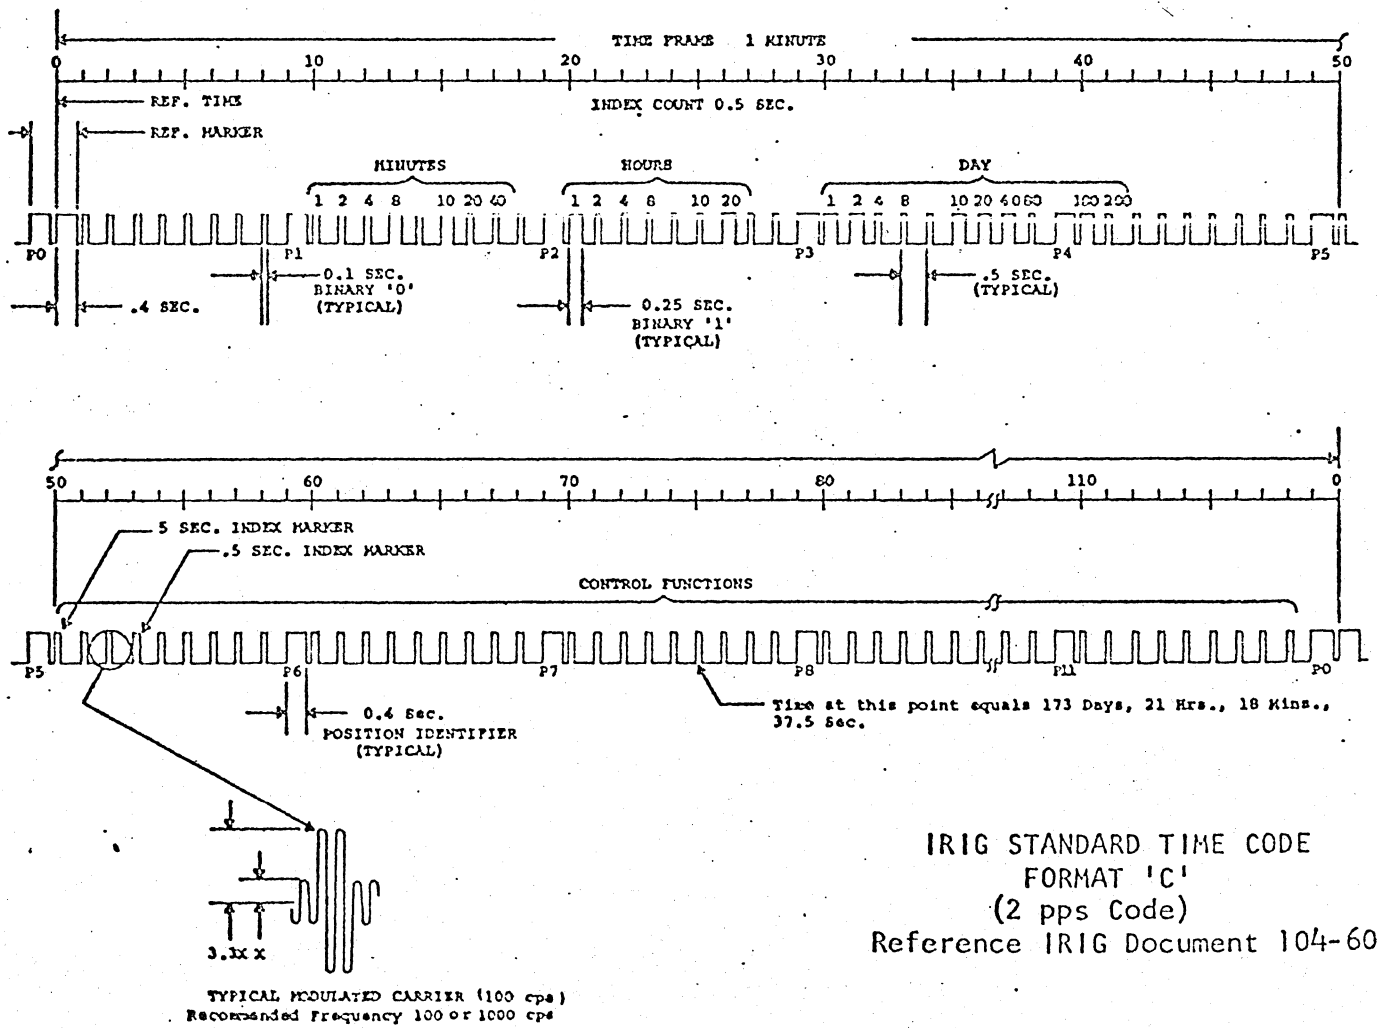 TIME FRAME 1 MINUTE
0 10 20 30 40 50
REF. TIME
INDEX COUNT 0.5 SEC.
REF. MARKER
MINUTES HOURS DAY
1 2 4 8 10 20 40 1 2 4 8 10 20 1 2 4 8 10 20 40 80 100 200
P0 P1 P2 P3 P4 P5
0.1 SEC.
BINARY '0'
(TYPICAL)
.4 SEC.
0.25 SEC.
BINARY '1'
(TYPICAL)
.5 SEC.
(TYPICAL)
50 60 70 80 110 0
5 SEC. INDEX MARKER
.5 SEC. INDEX MARKER
CONTROL FUNCTIONS
P5 P6 P7 P8 P11 P0
0.4 Sec.
POSITION IDENTIFIER
(TYPICAL)
Time at this point equals 173 Days, 21 Hrs., 18 Mins.,
37.5 Sec.
3.3X X
TYPICAL MODULATED CARRIER (100 cps)
Recommended Frequency 100 or 1000 cps
IRIG STANDARD TIME CODE
FORMAT 'C'
(2 pps Code)
Reference IRIG Document 104-60